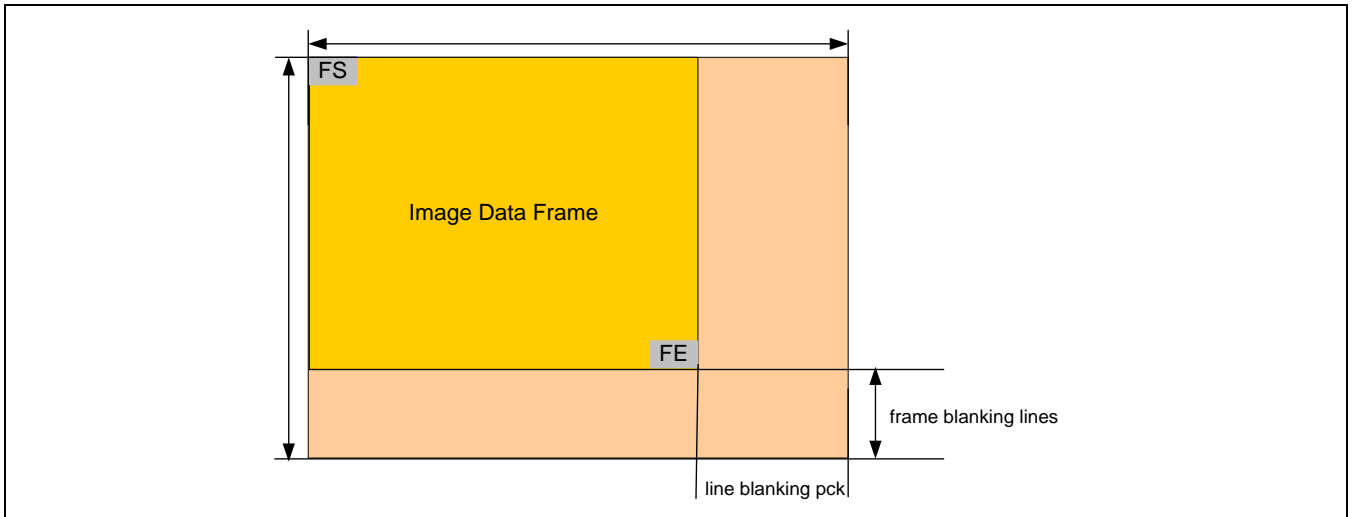 FS
Image Data Frame
FE
frame blanking lines
line blanking pck